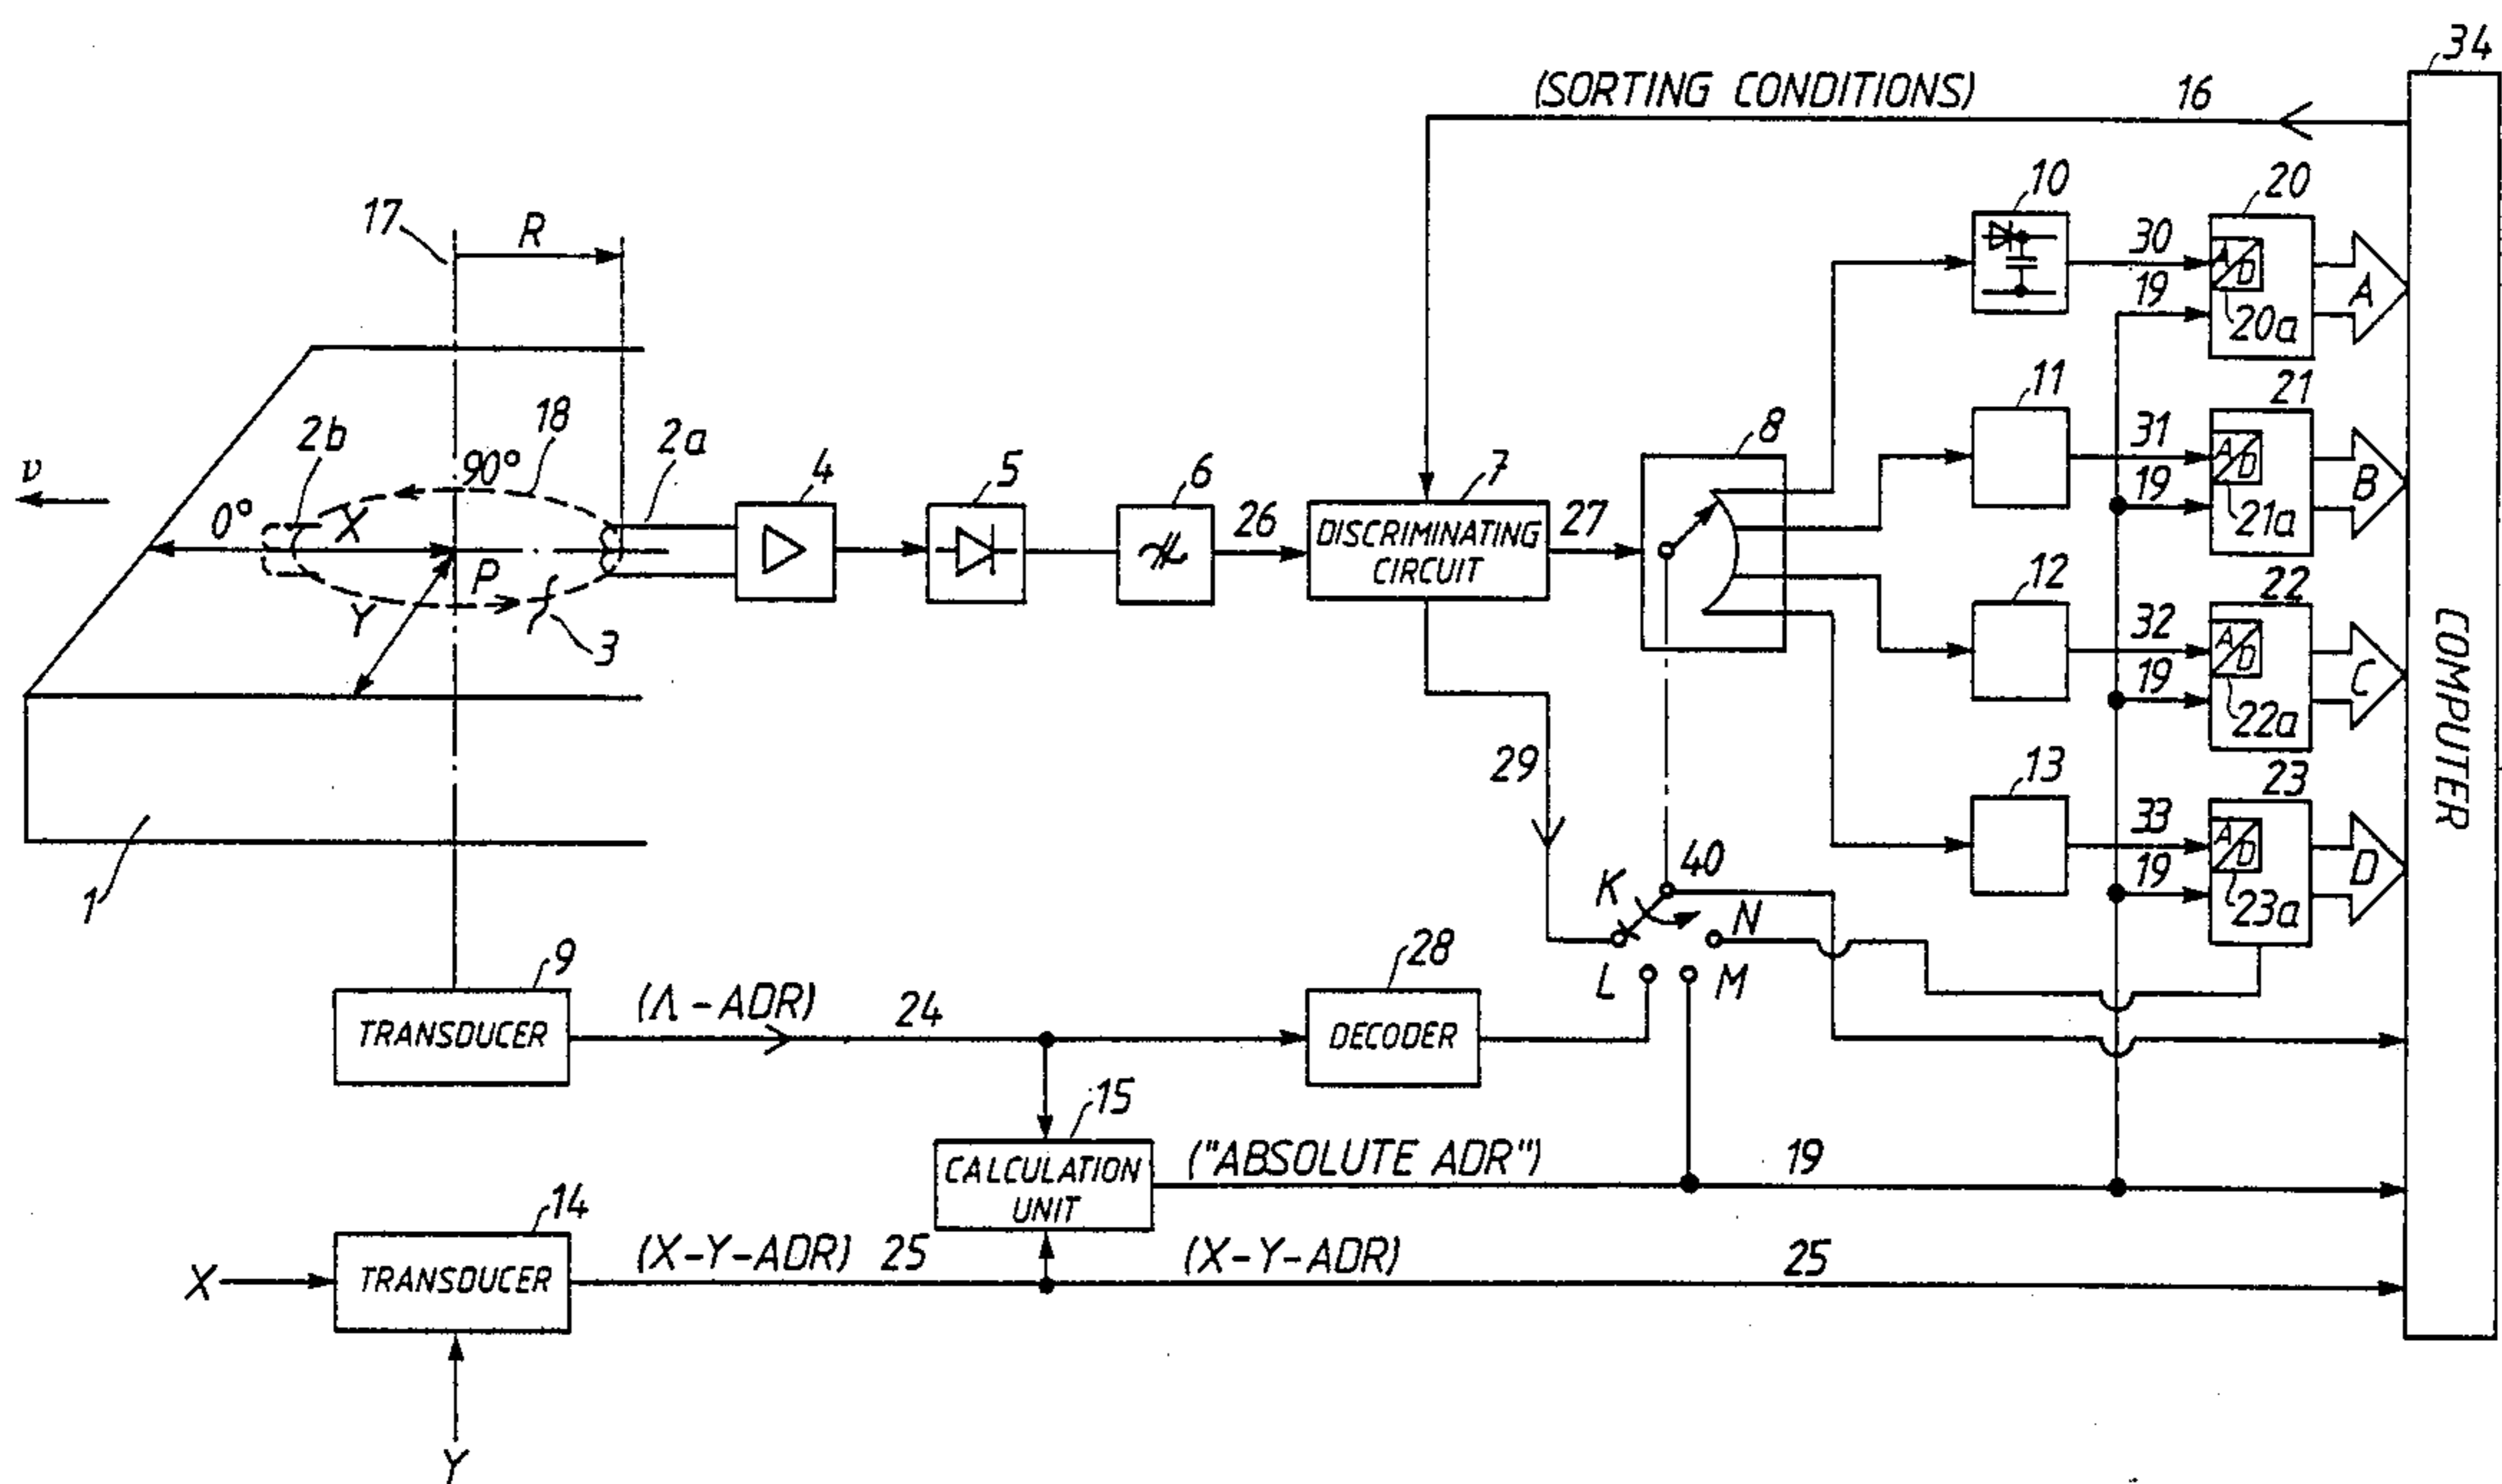 34
(SORTING CONDITIONS) 16
10 20
17 R
30
A/D A
19
20a
11 21
2b 18 2a 8
31
A/D B
19
21a
v 90° 4 5 6 7
0° X
26 DISCRIMINATING CIRCUIT 27
P
Y
3
12 22
32
A/D C
19
22a
COMPUTER
29
13 23
33
A/D D
19
23a
1
K 40 N
L M
9 28
TRANSDUCER (Λ-ADR) 24 DECODER
15
CALCULATION UNIT ("ABSOLUTE ADR") 19
14
X TRANSDUCER (X-Y-ADR) 25 (X-Y-ADR) 25
Y